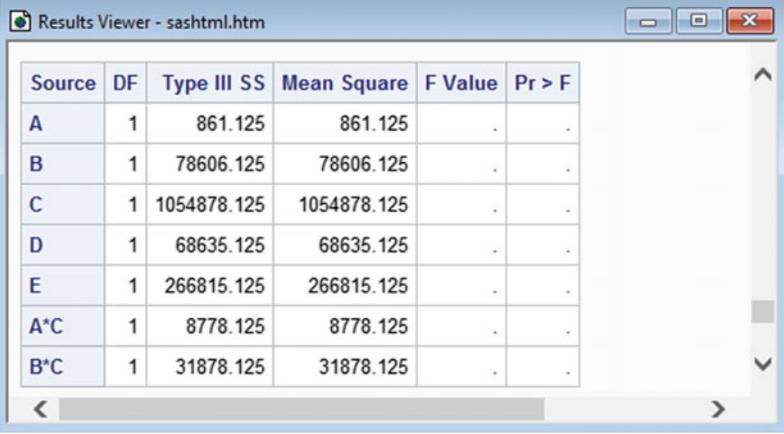 Results Viewer - sashtml.htm
Source DF Type III SS Mean Square F Value Pr > F
A 1 861.125 861.125 . .
B 1 78606.125 78606.125 . .
C 1 1054878.125 1054878.125 . .
D 1 68635.125 68635.125 . .
E 1 266815.125 266815.125 . .
A*C 1 8778.125 8778.125 . .
B*C 1 31878.125 31878.125 . .